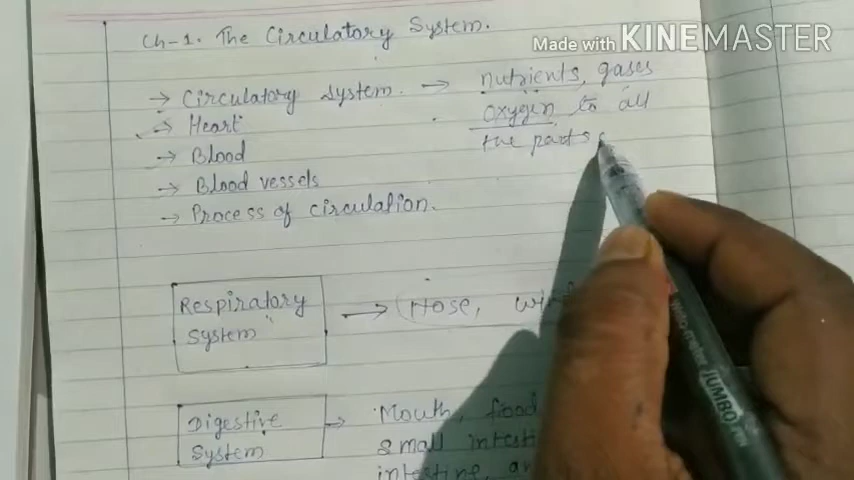 Ch-1. The Circulatory System.
Made with KINEMASTER
→ Circulatory System. → nutrients, gases
oxygen to all
the parts
→ Heart
→ Blood
→ Blood vessels
→ Process of circulation.
Respiratory
System
→ Nose,
Digestive
System
→ Mouth, food
small
intestine,
JUMBO